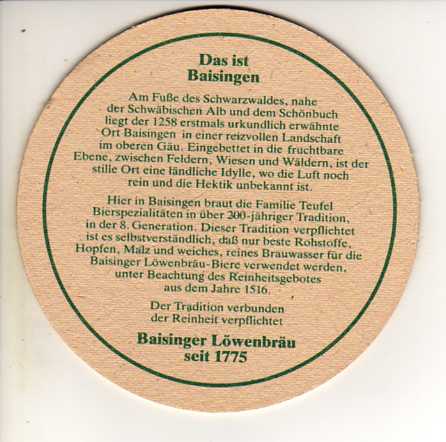 Das ist
Baisingen
Am Fuße des Schwarzwaldes, nahe
der Schwäbischen Alb und dem Schönbuch
liegt der 1258 erstmals urkundlich erwähnte
Ort Baisingen in einer reizvollen Landschaft
im oberen Gäu. Eingebettet in die fruchtbare
Ebene, zwischen Feldern, Wiesen und Wäldern, ist der
stille Ort eine ländliche Idylle, wo die Luft noch
rein und die Hektik unbekannt ist.
Hier in Baisingen braut die Familie Teufel
Bierspezialitäten in über 200-jähriger Tradition,
in der 8. Generation. Dieser Tradition verpflichtet
ist es selbstverständlich, daß nur beste Rohstoffe,
Hopfen, Malz und weiches, reines Brauwasser für die
Baisinger Löwenbräu-Biere verwendet werden,
unter Beachtung des Reinheitsgebotes
aus dem Jahre 1516.
Der Tradition verbunden
der Reinheit verpflichtet
Baisinger Löwenbräu
seit 1775